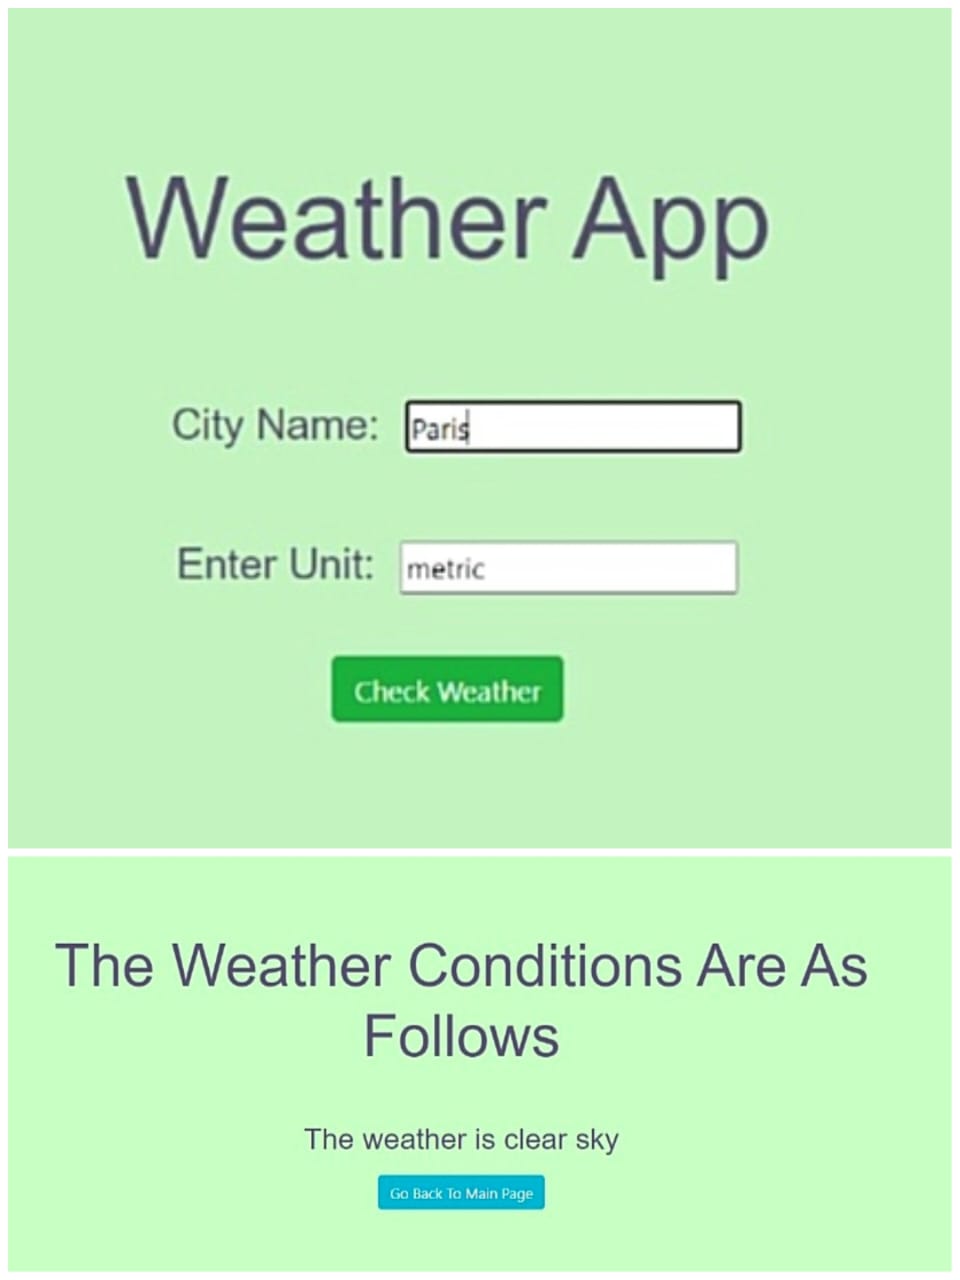 Weather App
City Name: Paris
Enter Unit: metric
Check Weather
The Weather Conditions Are As
Follows
The weather is clear sky
Go Back To Main Page